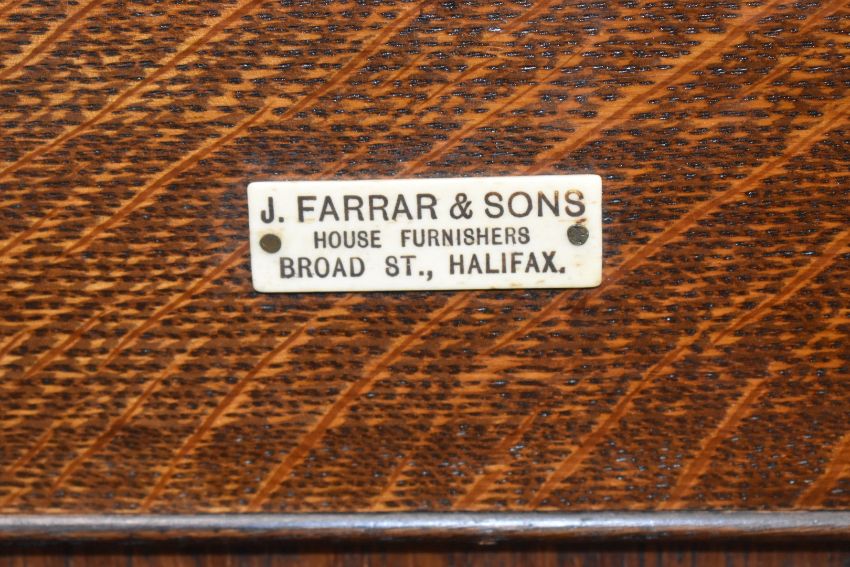 J. FARRAR & SONS
HOUSE FURNISHERS
BROAD ST., HALIFAX.